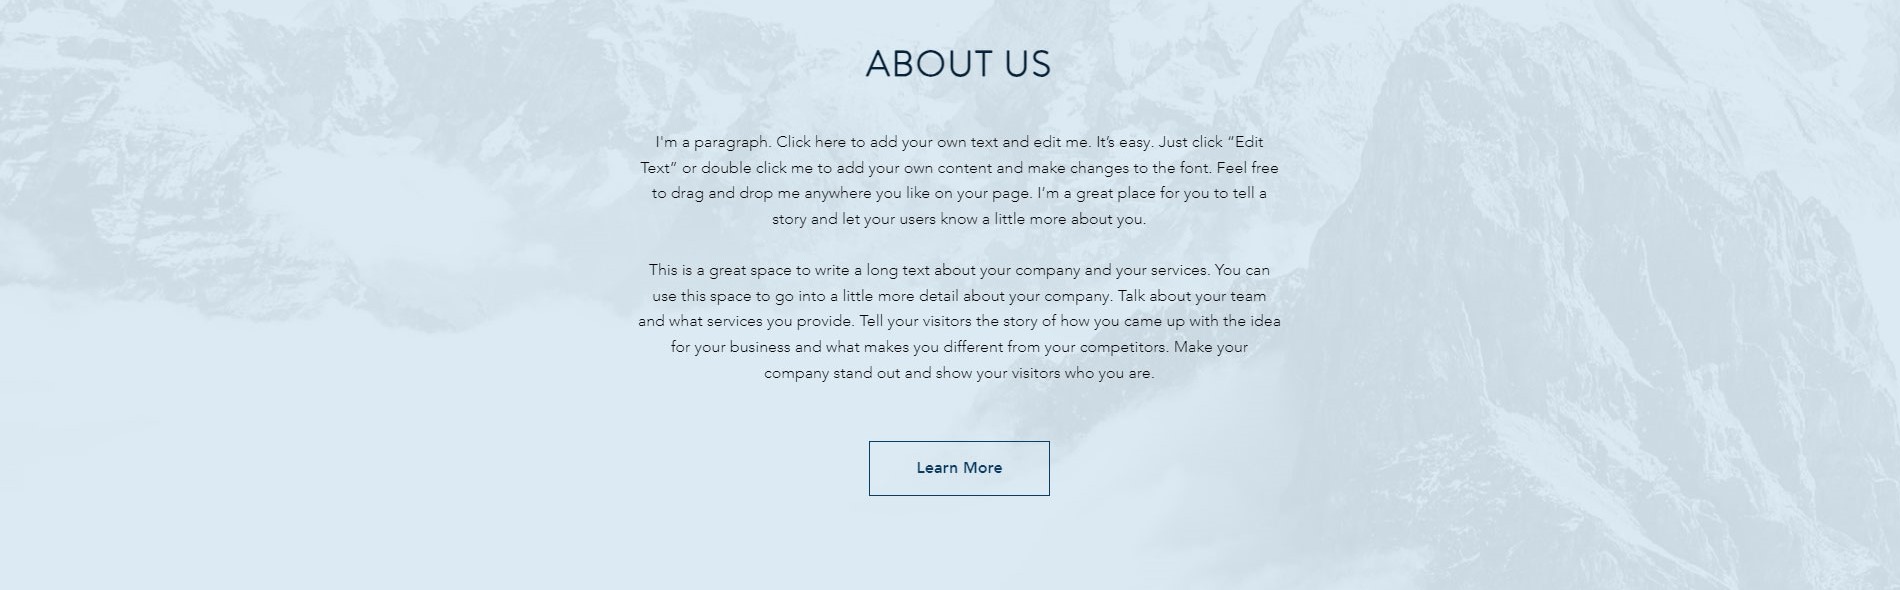 ABOUT US
I'm a paragraph. Click here to add your own text and edit me. It’s easy. Just click “Edit
Text” or double click me to add your own content and make changes to the font. Feel free
to drag and drop me anywhere you like on your page. I’m a great place for you to tell a
story and let your users know a little more about you.
This is a great space to write a long text about your company and your services. You can
use this space to go into a little more detail about your company. Talk about your team
and what services you provide. Tell your visitors the story of how you came up with the idea
for your business and what makes you different from your competitors. Make your
company stand out and show your visitors who you are.
Learn More